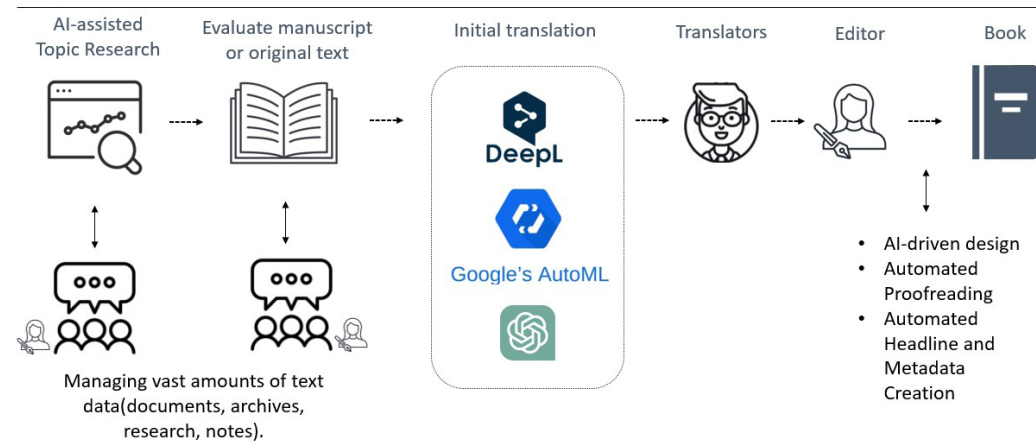 AI-assisted
Topic Research
Evaluate manuscript
or original text
Initial translation
Translators
Editor
Book
DeepL
Google's AutoML
Managing vast amounts of text
data(documents, archives,
research, notes).
• AI-driven design
• Automated
Proofreading
• Automated
Headline and
Metadata
Creation